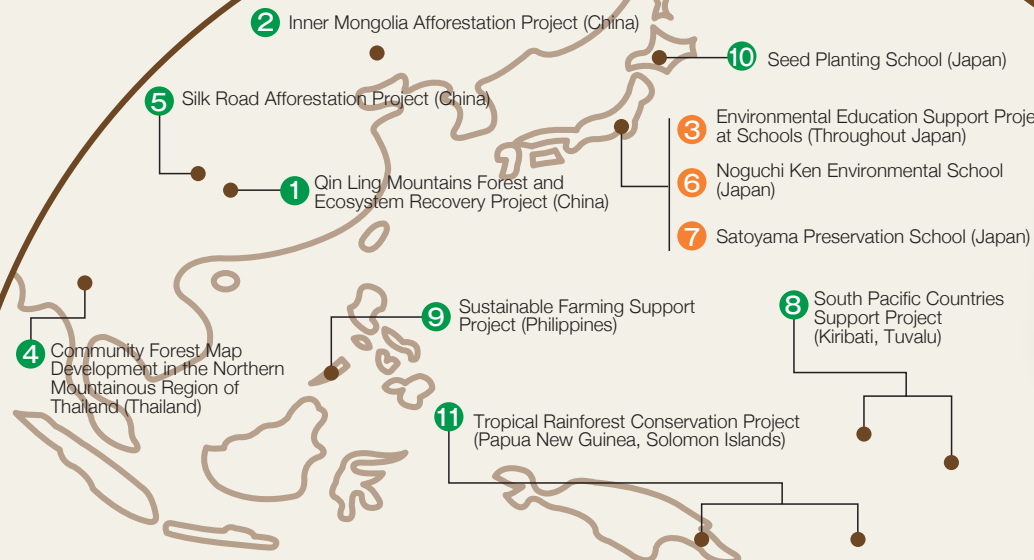 2 Inner Mongolia Afforestation Project (China)
10 Seed Planting School (Japan)
5 Silk Road Afforestation Project (China)
3 Environmental Education Support Proje
at Schools (Throughout Japan)
1 Qin Ling Mountains Forest and
Ecosystem Recovery Project (China)
6 Noguchi Ken Environmental School
(Japan)
7 Satoyama Preservation School (Japan)
9 Sustainable Farming Support
Project (Philippines)
8 South Pacific Countries
Support Project
(Kiribati, Tuvalu)
4 Community Forest Map
Development in the Northern
Mountainous Region of
Thailand (Thailand)
11 Tropical Rainforest Conservation Project
(Papua New Guinea, Solomon Islands)